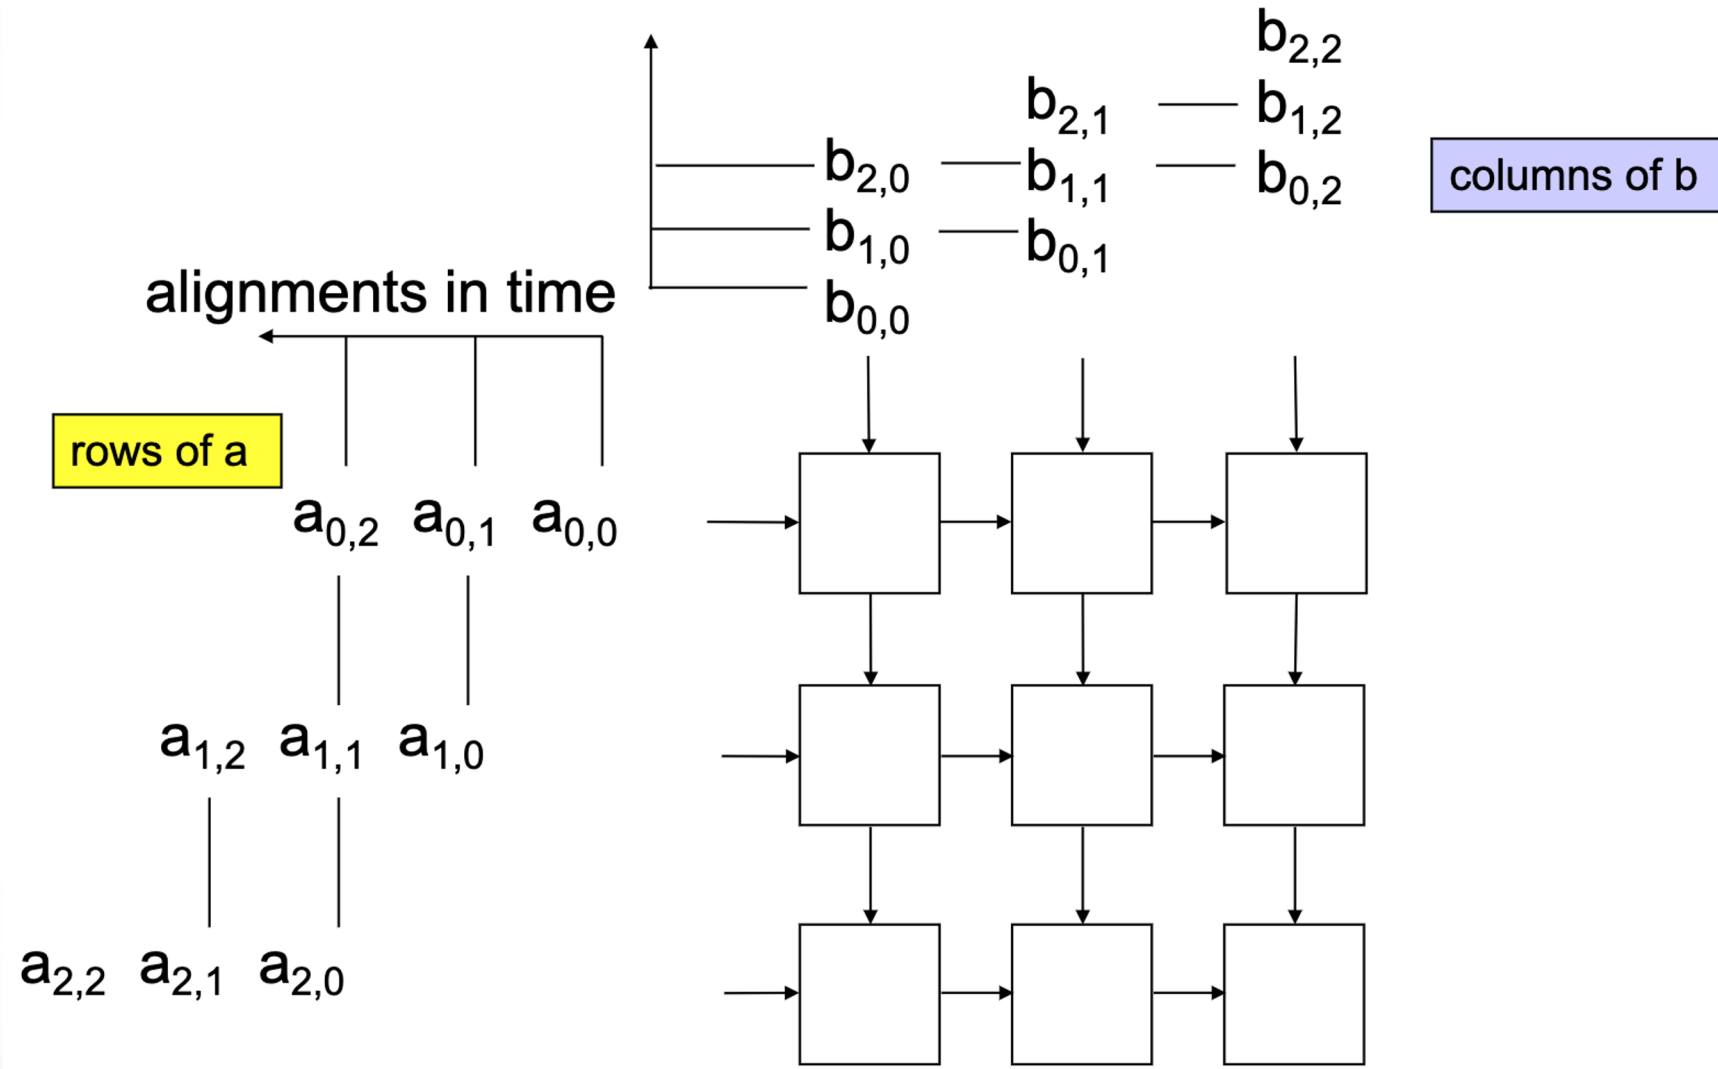 b2,2
b2,1 b1,2
b2,0 b1,1 b0,2
columns of b
b1,0 b0,1
alignments in time
b0,0
rows of a
a0,2 a0,1 a0,0
a1,2 a1,1 a1,0
a2,2 a2,1 a2,0